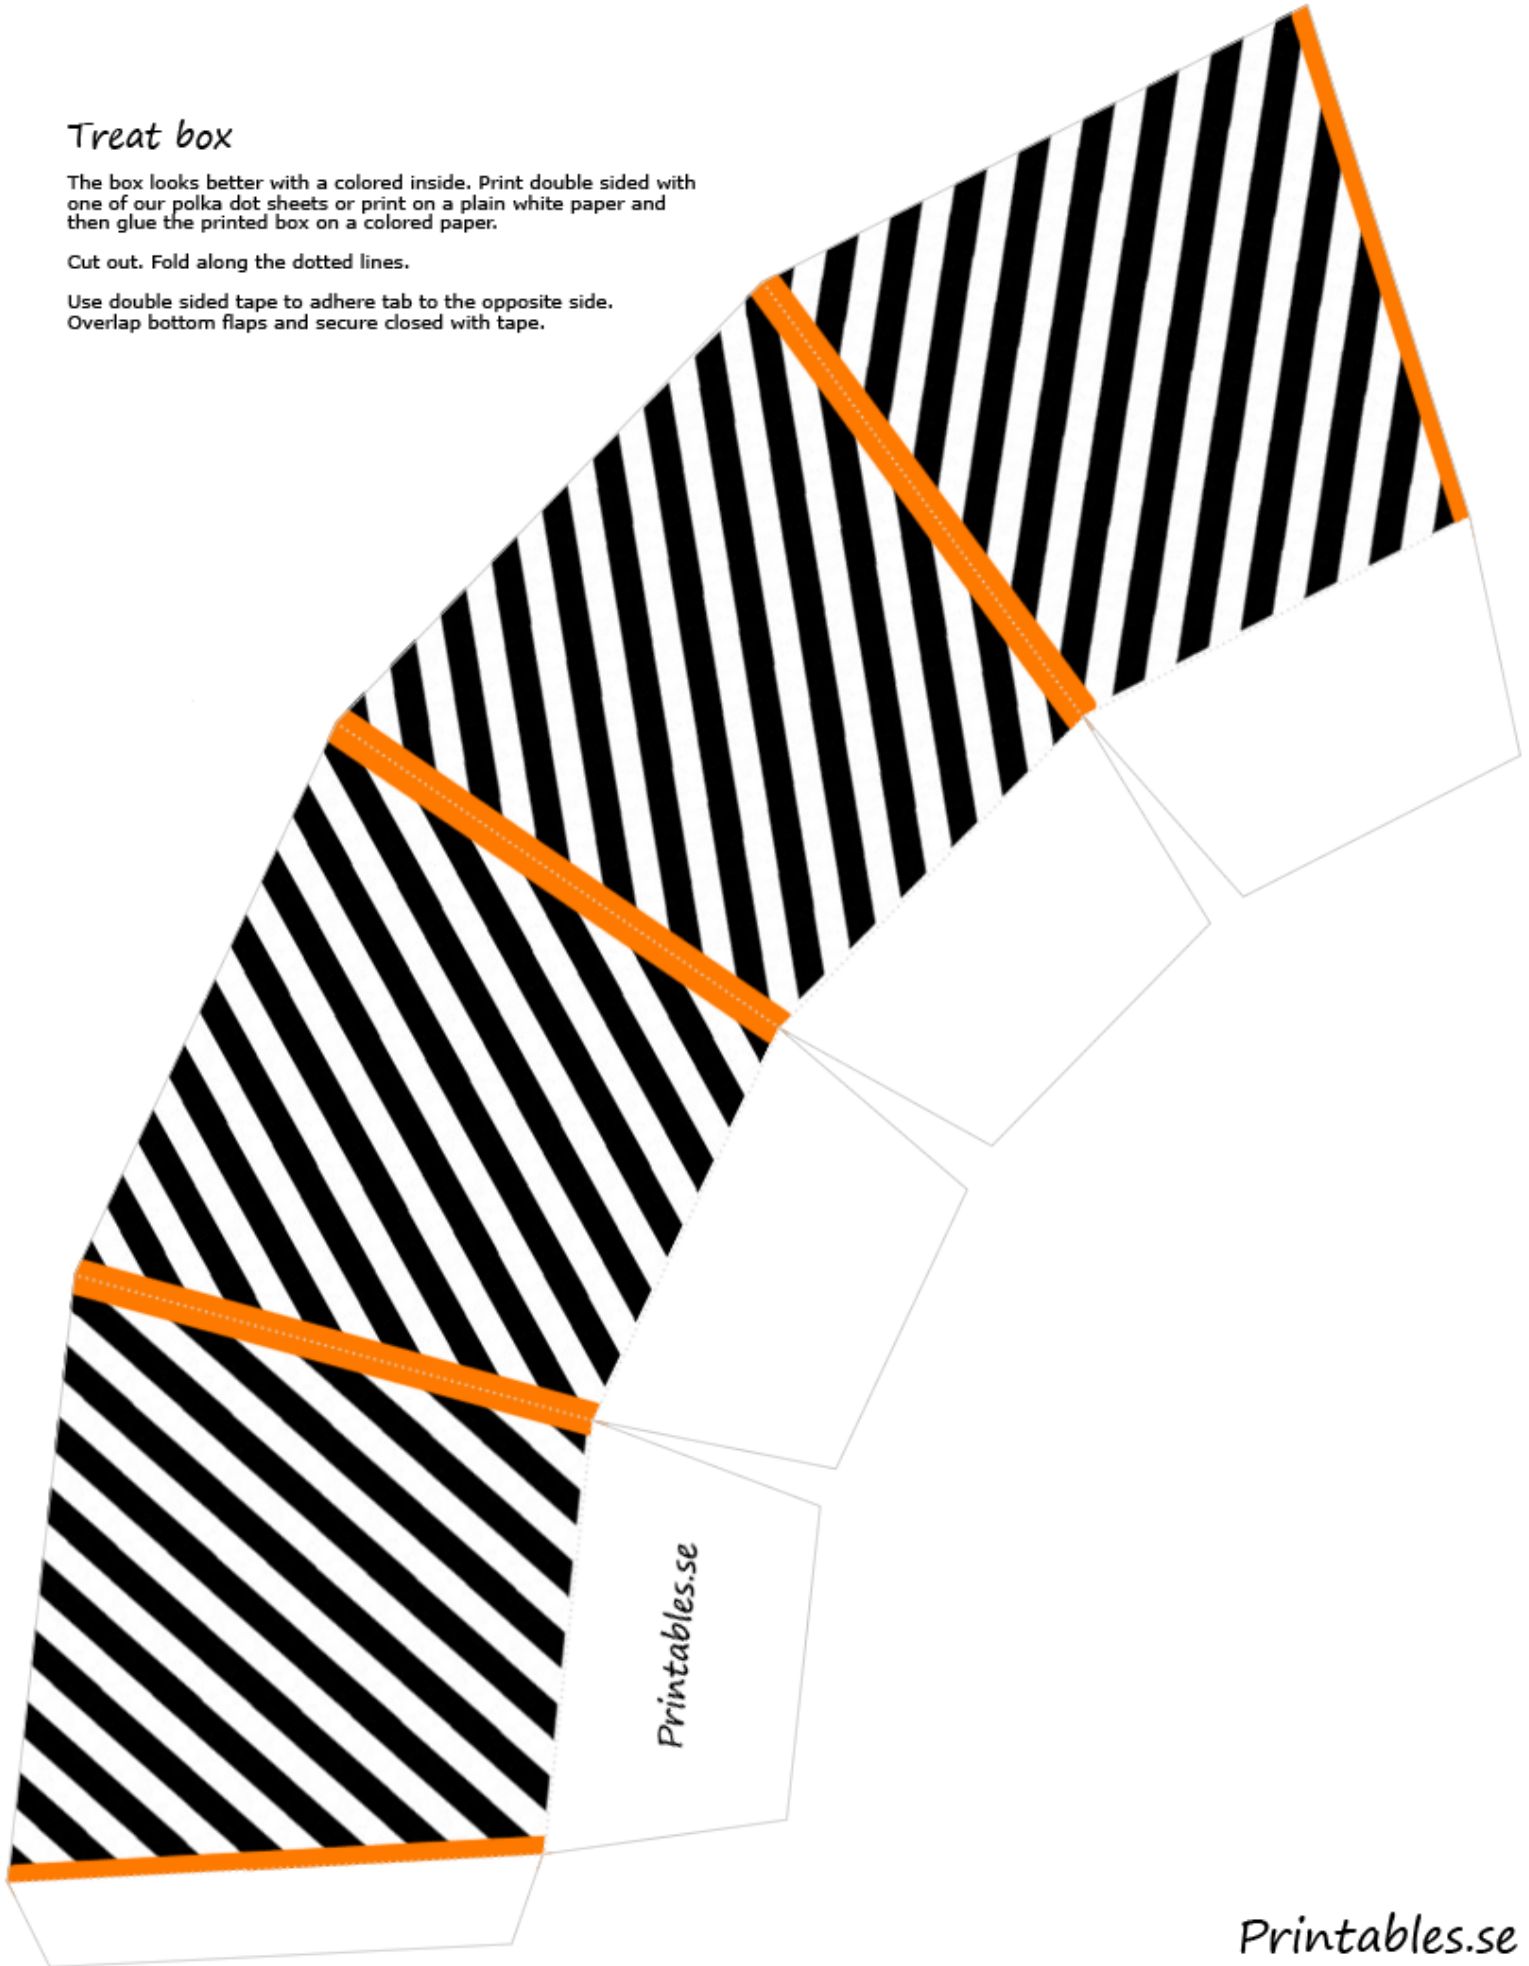 Treat box
The box looks better with a colored inside. Print double sided with
one of our polka dot sheets or print on a plain white paper and
then glue the printed box on a colored paper.
Cut out. Fold along the dotted lines.
Use double sided tape to adhere tab to the opposite side.
Overlap bottom flaps and secure closed with tape.
Printables.se
Printables.se